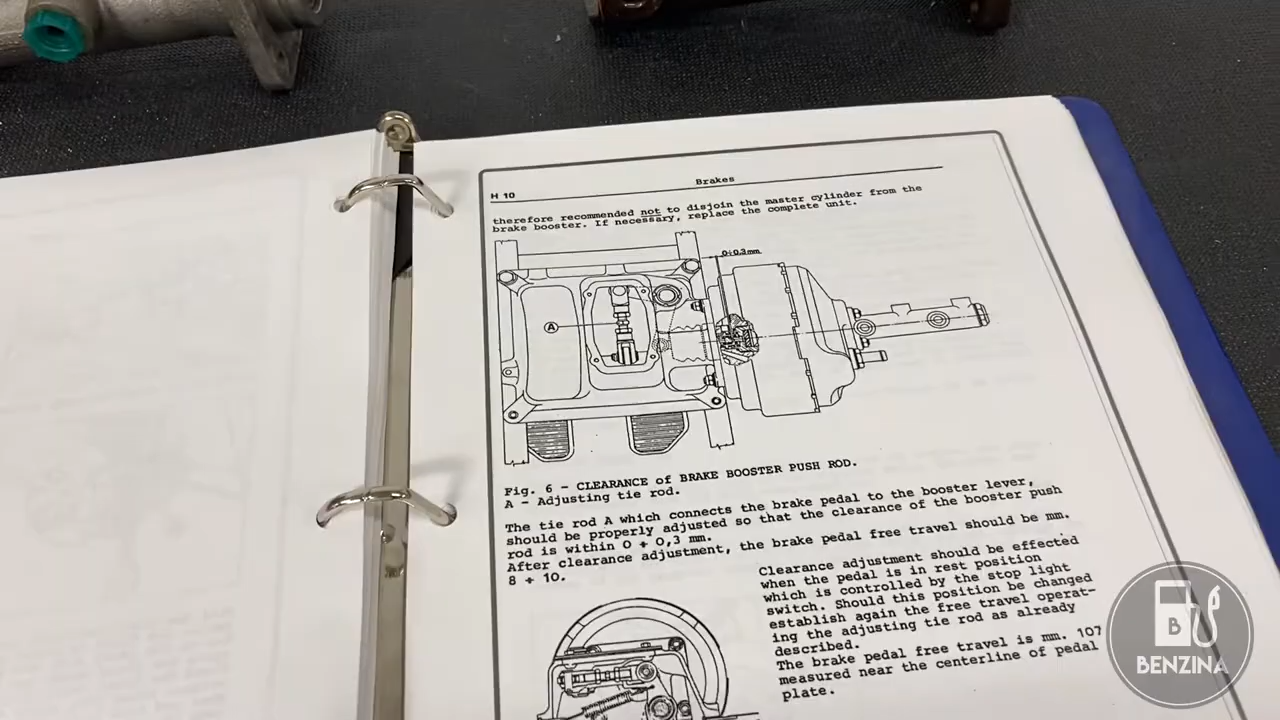 H 10
Brakes
therefore recommended not to disjoin the master cylinder from the
brake booster. If necessary, replace the complete unit.
0÷0,3mm
A
Fig. 6 - CLEARANCE of BRAKE BOOSTER PUSH ROD.
A - Adjusting tie rod.
The tie rod A which connects the brake pedal to the booster lever,
should be properly adjusted so that the clearance of the booster push
rod is within 0 ÷ 0,3 mm.
After clearance adjustment, the brake pedal free travel should be mm.
8 ÷ 10.
Clearance adjustment should be effected
when the pedal is in rest position
which is controlled by the stop light
switch. Should this position be changed
establish again the free travel operat-
ing the adjusting tie rod as already
described.
The brake pedal free travel is mm. 107
measured near the centerline of pedal
plate.
B
BENZINA